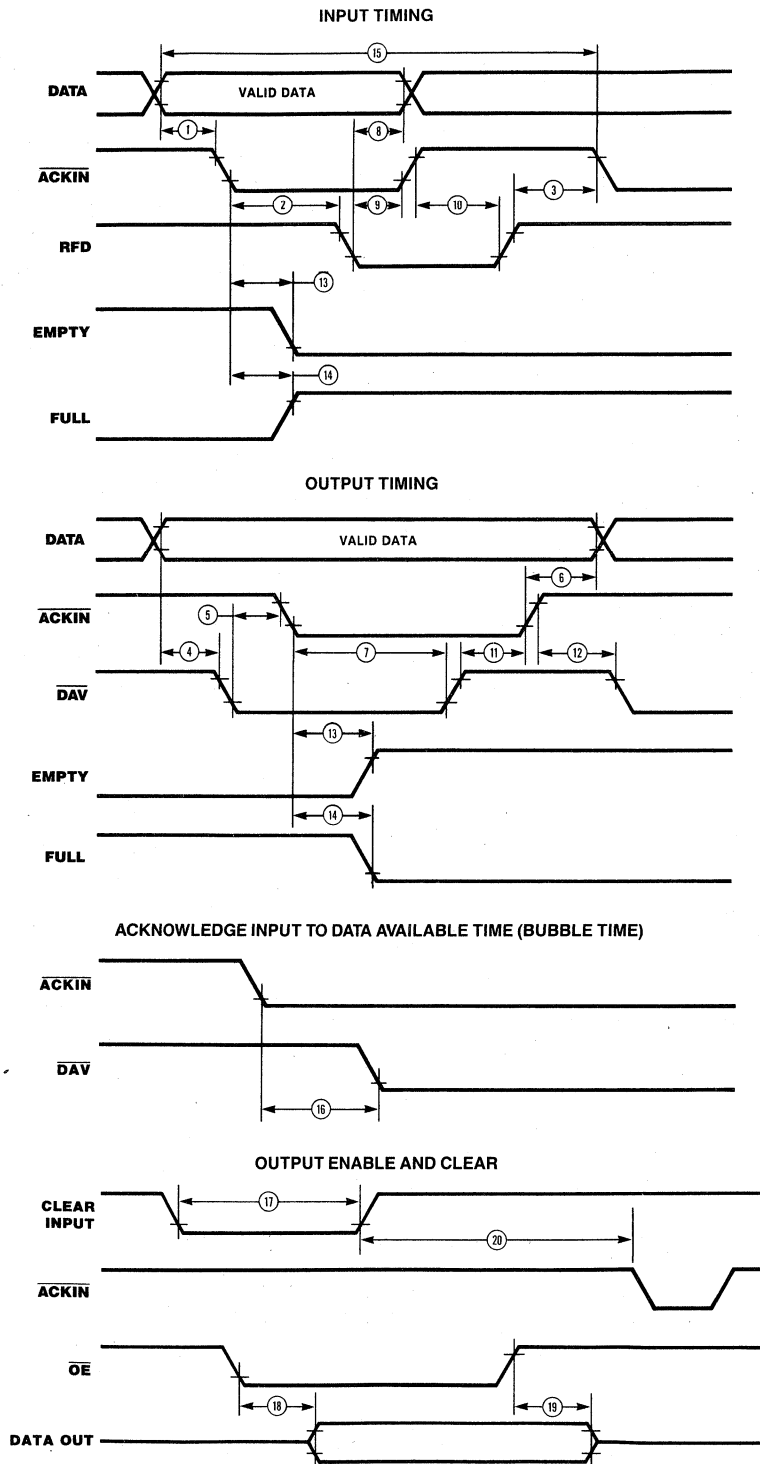 INPUT TIMING
15
DATA
VALID DATA
1
8
ACKIN
3
2
9
10
RFD
13
EMPTY
14
FULL
OUTPUT TIMING
DATA
VALID DATA
6
ACKIN
5
4
7
11
12
DAV
13
EMPTY
14
FULL
ACKNOWLEDGE INPUT TO DATA AVAILABLE TIME (BUBBLE TIME)
ACKIN
DAV
16
OUTPUT ENABLE AND CLEAR
CLEAR
INPUT
17
20
ACKIN
OE
18
19
DATA OUT